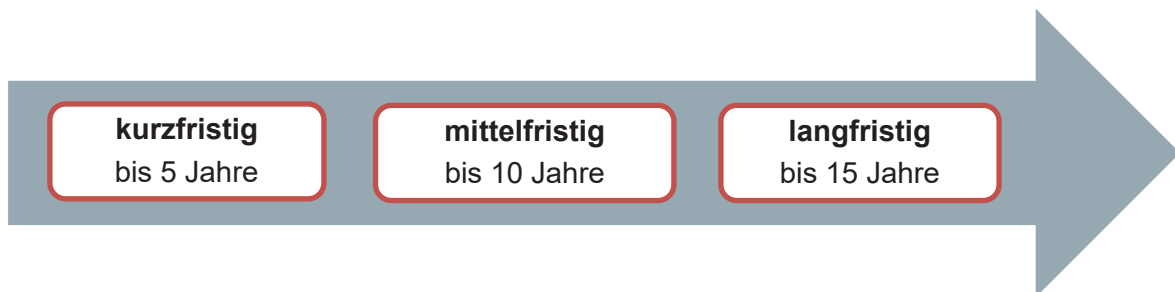 kurzfristig
bis 5 Jahre
mittelfristig
bis 10 Jahre
langfristig
bis 15 Jahre